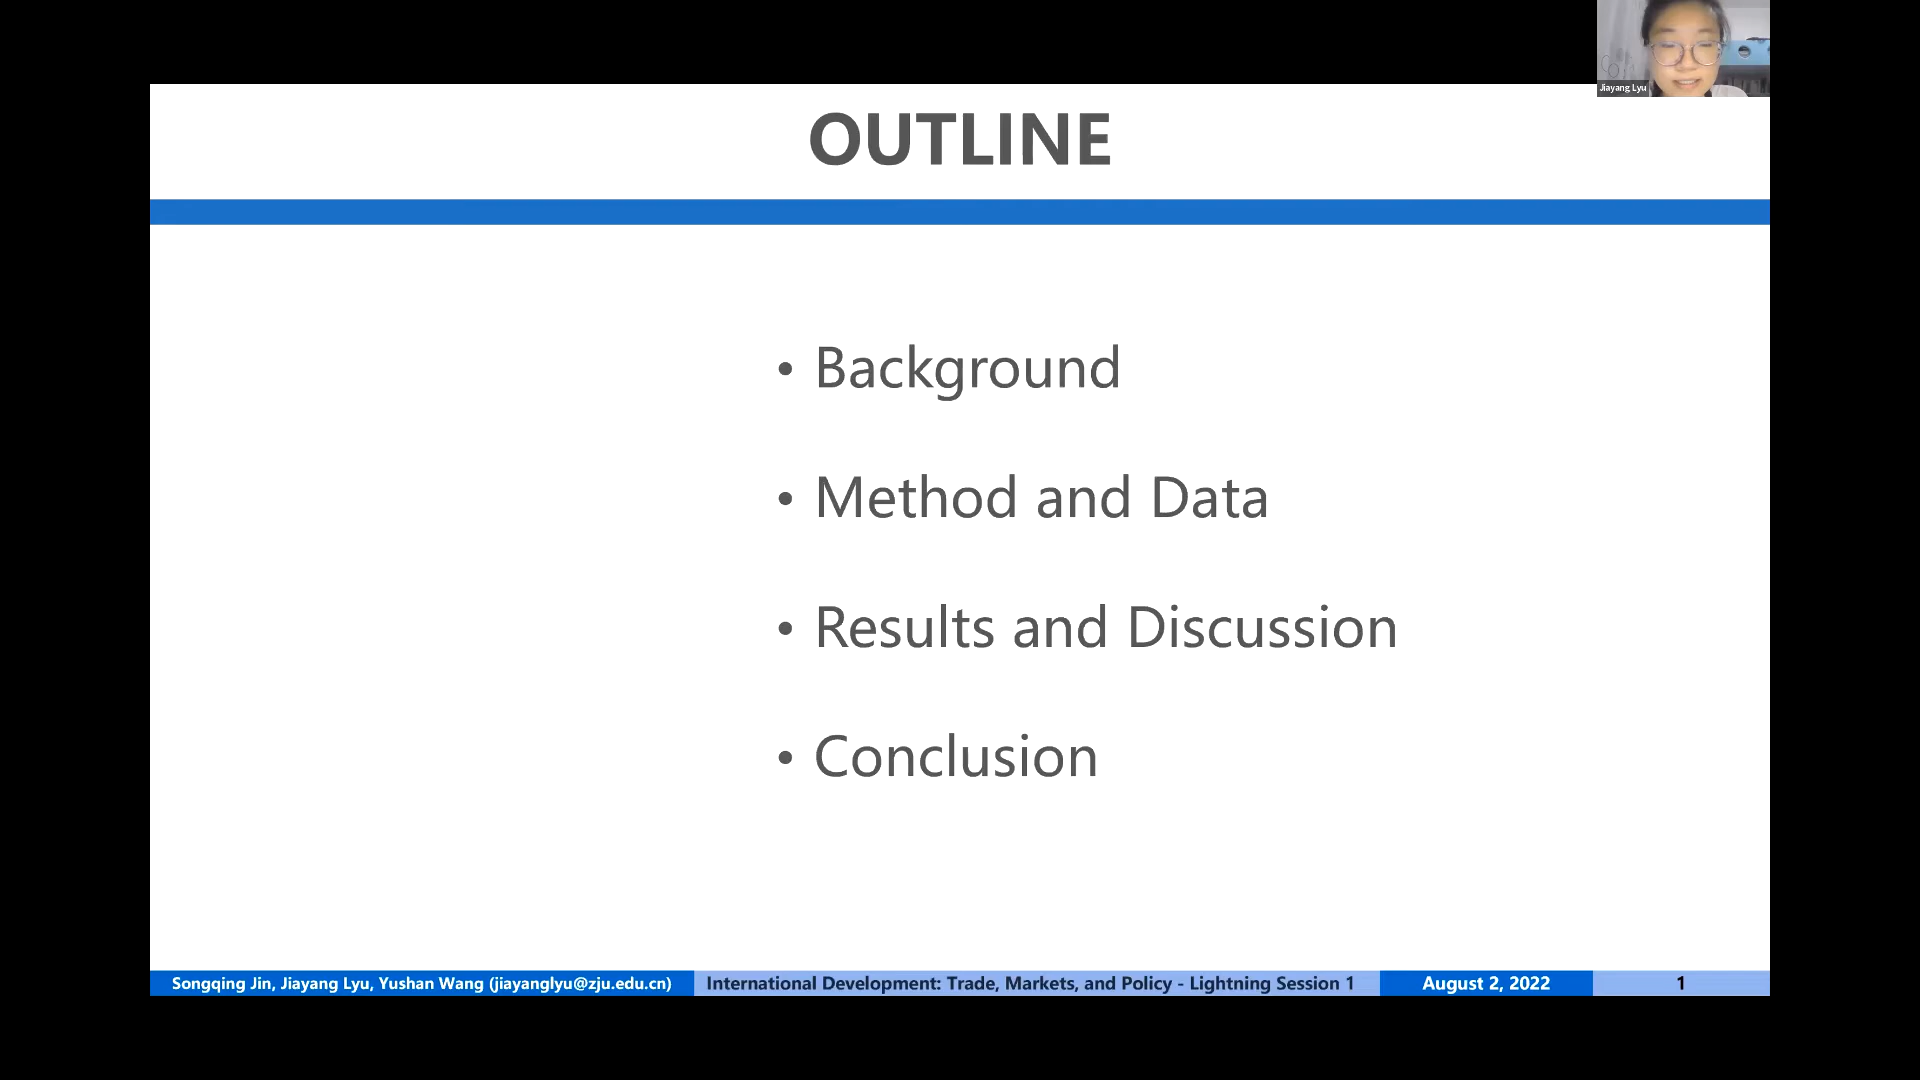 Jiayang Lyu
OUTLINE
• Background
• Method and Data
• Results and Discussion
• Conclusion
Songqing Jin, Jiayang Lyu, Yushan Wang (jiayanglyu@zju.edu.cn)
International Development: Trade, Markets, and Policy - Lightning Session 1
August 2, 2022
1